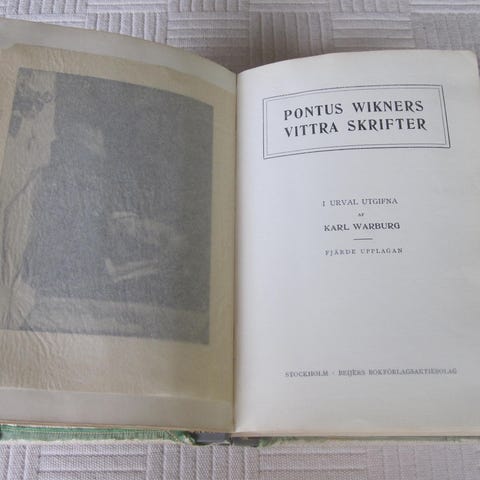 PONTUS WIKNERS
VITTRA SKRIFTER
I URVAL UTGIFNA
AF
KARL WARBURG
FJÄRDE UPPLAGAN
STOCKHOLM · BEIJERS BOKFÖRLAGSAKTIEBOLAG